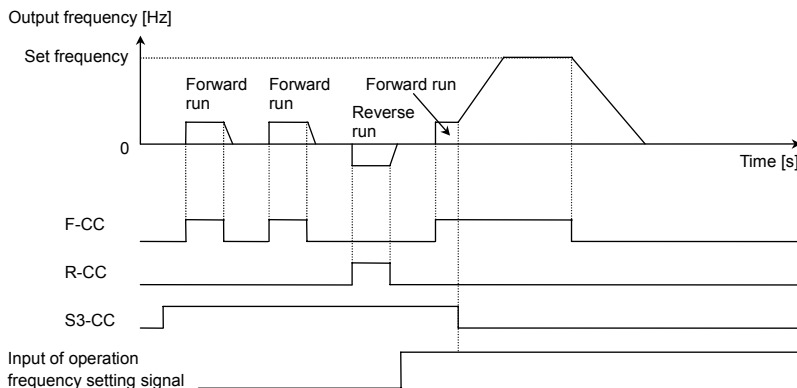 Output frequency [Hz]
Set frequency
Forward
run
Forward
run
Forward run
Reverse
run
0
Time [s]
F-CC
R-CC
S3-CC
Input of operation
frequency setting signal